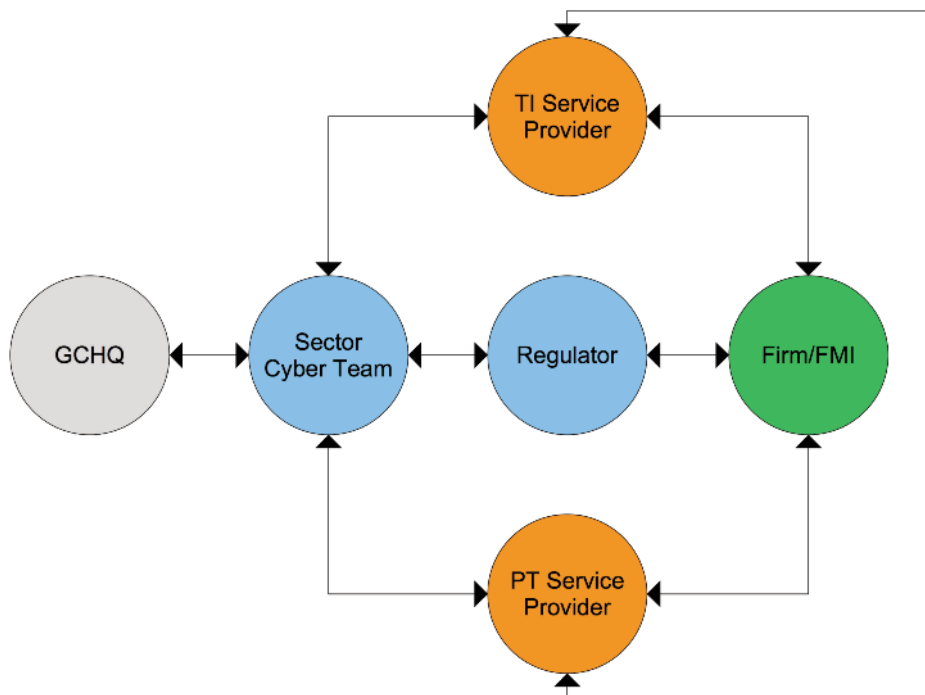 TI Service
Provider
GCHQ
Sector
Cyber Team
Regulator
Firm/FMI
PT Service
Provider